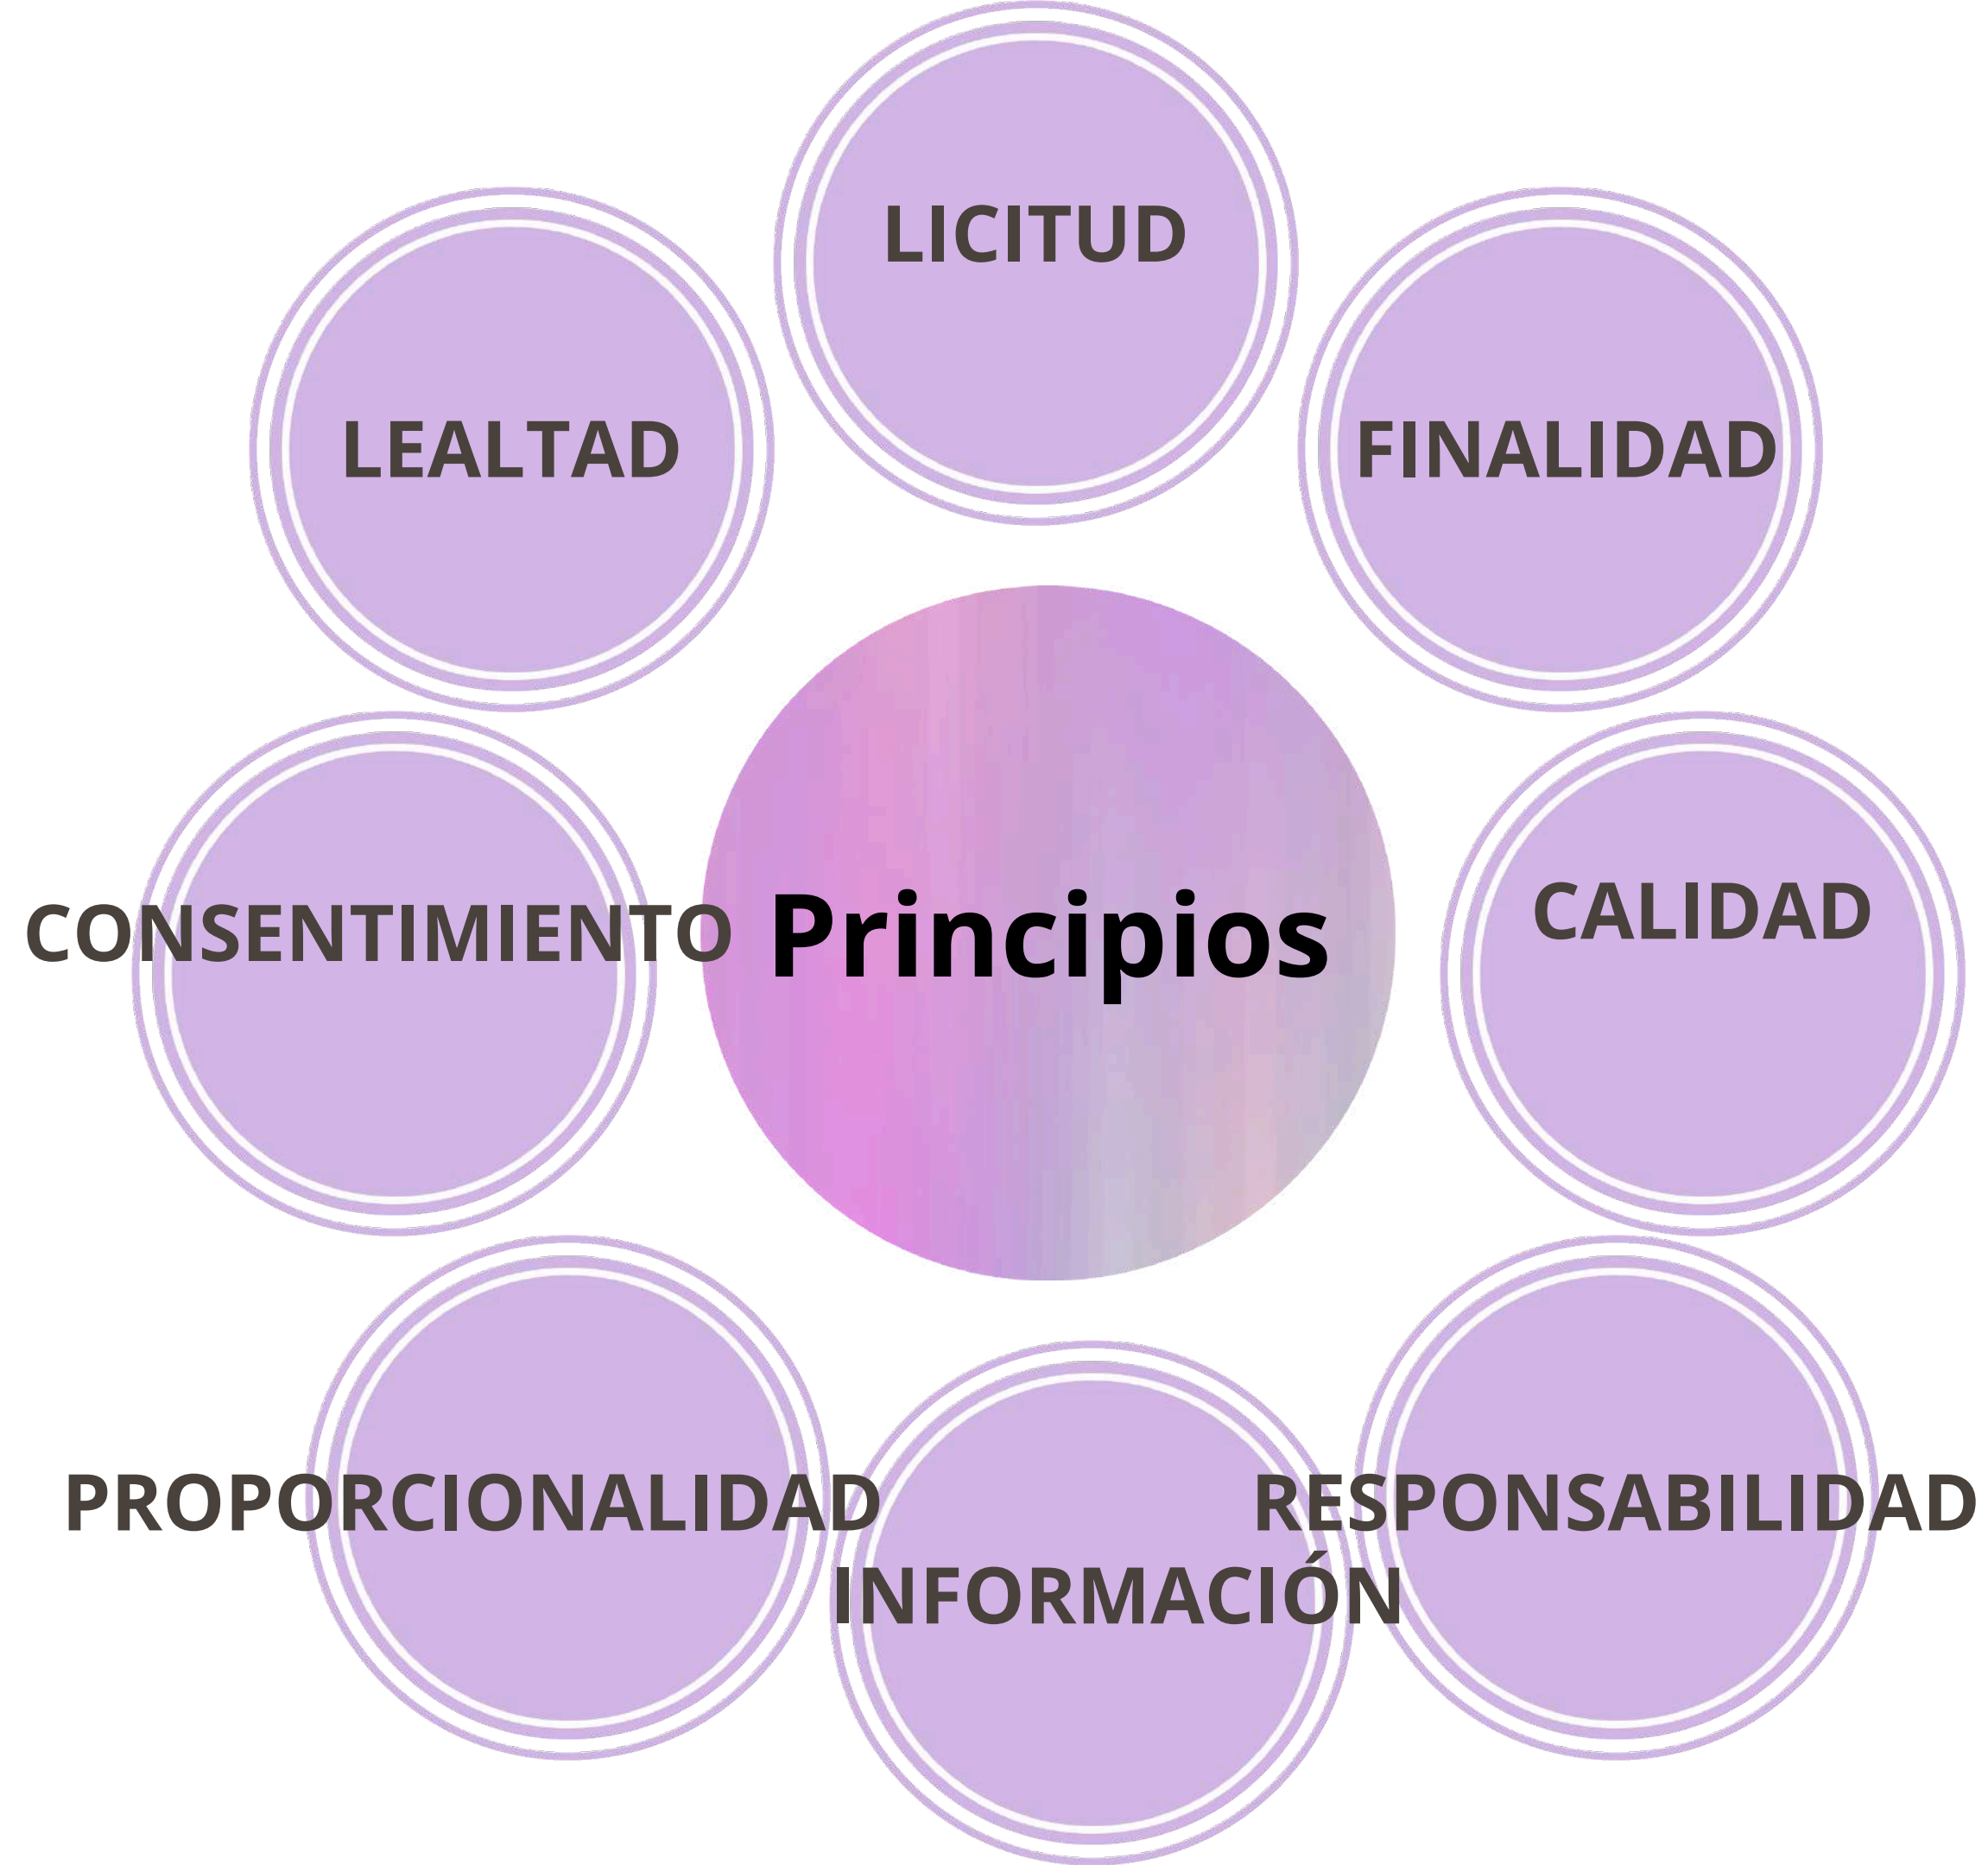 LICITUD
LEALTAD
FINALIDAD
CONSENTIMIENTO
Principios
CALIDAD
PROPORCIONALIDAD
RESPONSABILIDAD
INFORMACIÓN